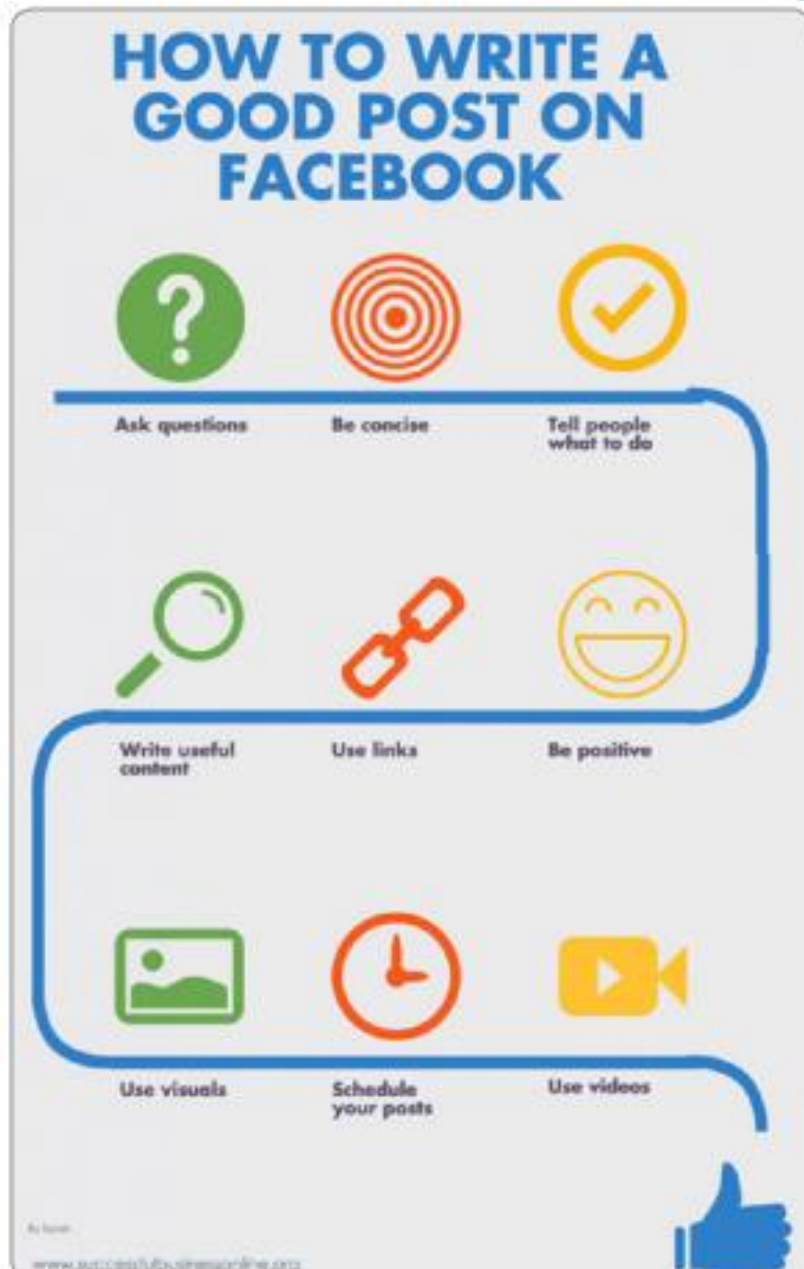 HOW TO WRITE A
GOOD POST ON
FACEBOOK
Ask questions
Be concise
Tell people
what to do
Write useful
content
Use links
Be positive
Use visuals
Schedule
your posts
Use videos